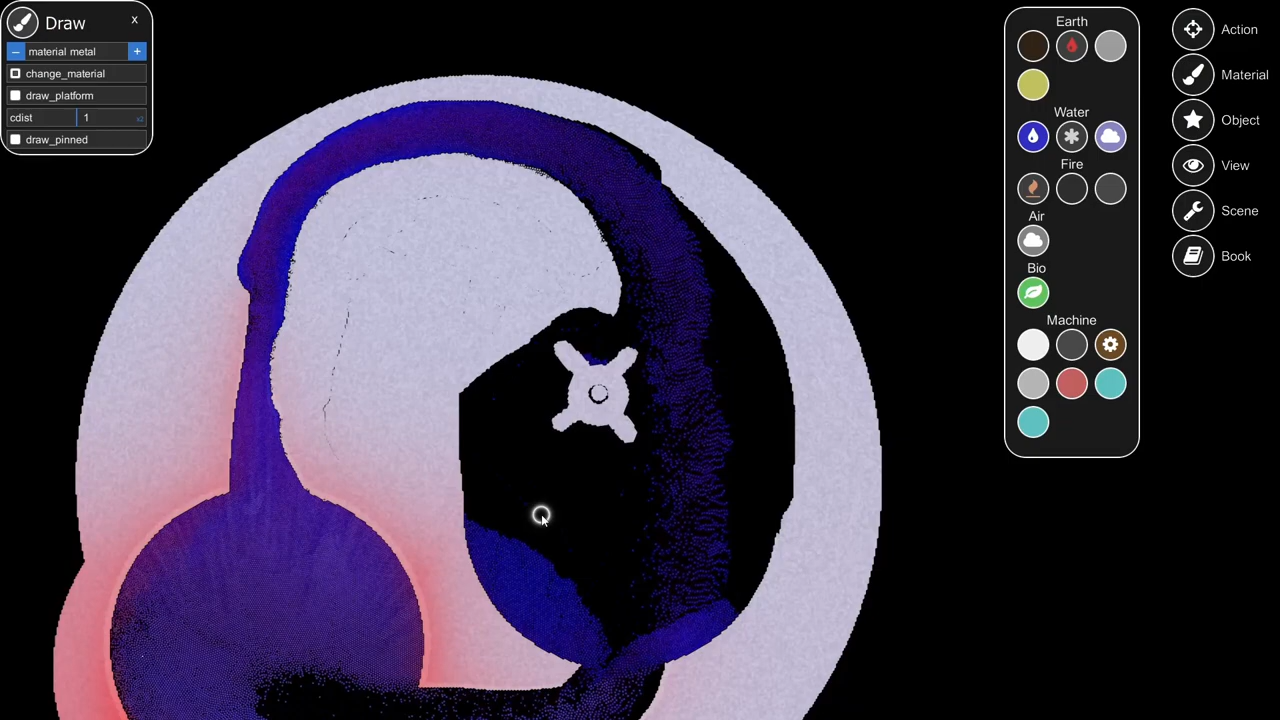 Draw
x
– material metal +
change_material
draw_platform
cdist 1
draw_pinned
Earth
Water
Fire
Air
Bio
Machine
Action
Material
Object
View
Scene
Book